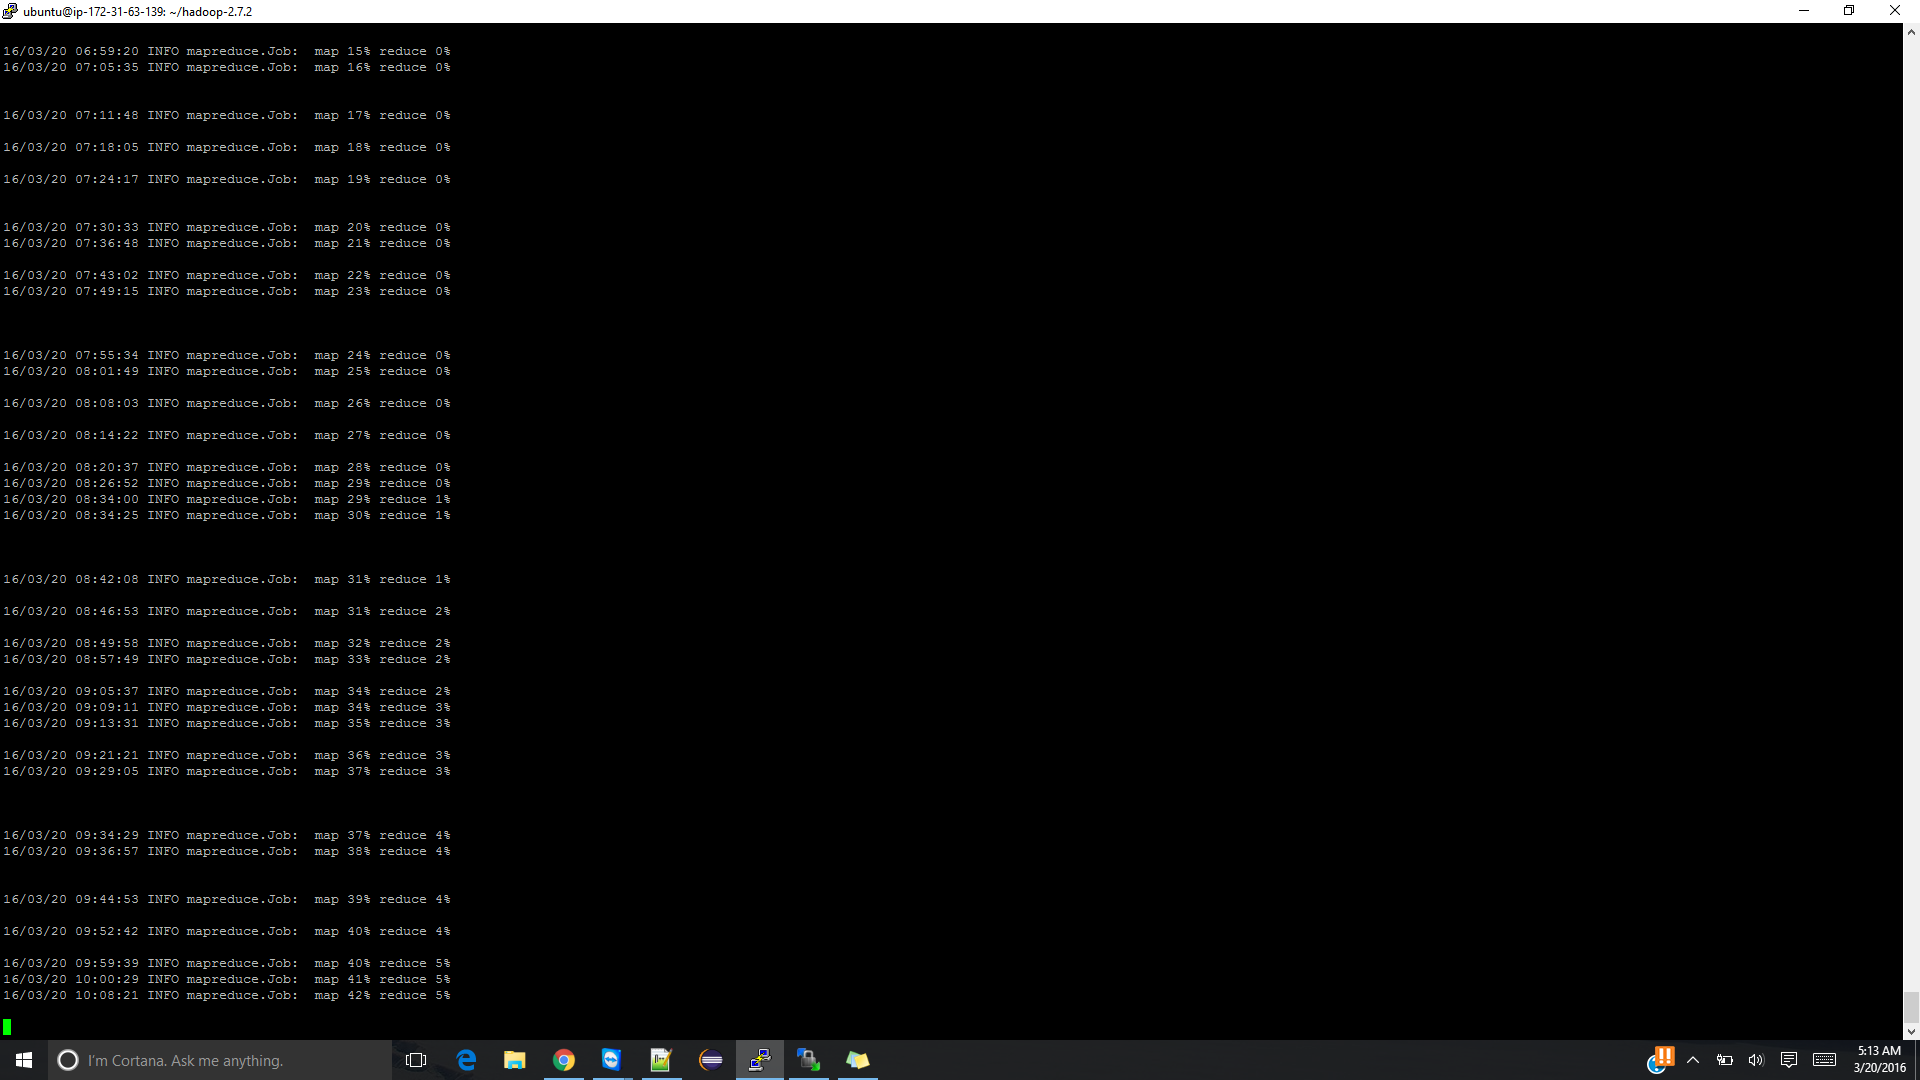 ubuntu@ip-172-31-63-139: ~/hadoop-2.7.2
16/03/20 06:59:20 INFO mapreduce.Job:  map 15% reduce 0%
16/03/20 07:05:35 INFO mapreduce.Job:  map 16% reduce 0%
16/03/20 07:11:48 INFO mapreduce.Job:  map 17% reduce 0%
16/03/20 07:18:05 INFO mapreduce.Job:  map 18% reduce 0%
16/03/20 07:24:17 INFO mapreduce.Job:  map 19% reduce 0%
16/03/20 07:30:33 INFO mapreduce.Job:  map 20% reduce 0%
16/03/20 07:36:48 INFO mapreduce.Job:  map 21% reduce 0%
16/03/20 07:43:02 INFO mapreduce.Job:  map 22% reduce 0%
16/03/20 07:49:15 INFO mapreduce.Job:  map 23% reduce 0%
16/03/20 07:55:34 INFO mapreduce.Job:  map 24% reduce 0%
16/03/20 08:01:49 INFO mapreduce.Job:  map 25% reduce 0%
16/03/20 08:08:03 INFO mapreduce.Job:  map 26% reduce 0%
16/03/20 08:14:22 INFO mapreduce.Job:  map 27% reduce 0%
16/03/20 08:20:37 INFO mapreduce.Job:  map 28% reduce 0%
16/03/20 08:26:52 INFO mapreduce.Job:  map 29% reduce 0%
16/03/20 08:34:00 INFO mapreduce.Job:  map 29% reduce 1%
16/03/20 08:34:25 INFO mapreduce.Job:  map 30% reduce 1%
16/03/20 08:42:08 INFO mapreduce.Job:  map 31% reduce 1%
16/03/20 08:46:53 INFO mapreduce.Job:  map 31% reduce 2%
16/03/20 08:49:58 INFO mapreduce.Job:  map 32% reduce 2%
16/03/20 08:57:49 INFO mapreduce.Job:  map 33% reduce 2%
16/03/20 09:05:37 INFO mapreduce.Job:  map 34% reduce 2%
16/03/20 09:09:11 INFO mapreduce.Job:  map 34% reduce 3%
16/03/20 09:13:31 INFO mapreduce.Job:  map 35% reduce 3%
16/03/20 09:21:21 INFO mapreduce.Job:  map 36% reduce 3%
16/03/20 09:29:05 INFO mapreduce.Job:  map 37% reduce 3%
16/03/20 09:34:29 INFO mapreduce.Job:  map 37% reduce 4%
16/03/20 09:36:57 INFO mapreduce.Job:  map 38% reduce 4%
16/03/20 09:44:53 INFO mapreduce.Job:  map 39% reduce 4%
16/03/20 09:52:42 INFO mapreduce.Job:  map 40% reduce 4%
16/03/20 09:59:39 INFO mapreduce.Job:  map 40% reduce 5%
16/03/20 10:00:29 INFO mapreduce.Job:  map 41% reduce 5%
16/03/20 10:08:21 INFO mapreduce.Job:  map 42% reduce 5%
I'm Cortana. Ask me anything.
5:13 AM
3/20/2016